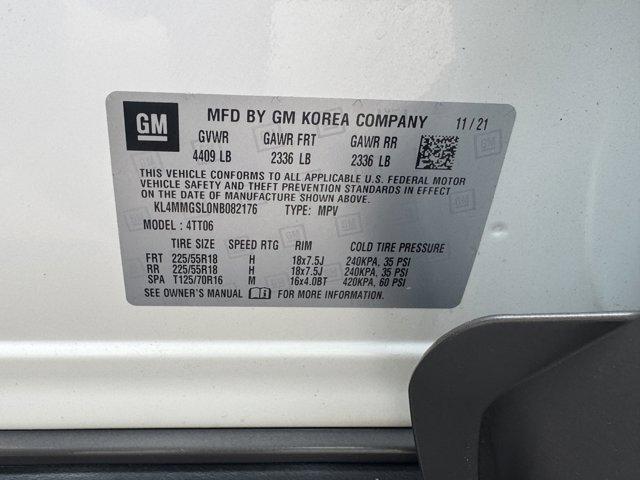 GM
MFD BY GM KOREA COMPANY 11 / 21
GVWR GAWR FRT GAWR RR
4409 LB 2336 LB 2336 LB
THIS VEHICLE CONFORMS TO ALL APPLICABLE U.S. FEDERAL MOTOR
VEHICLE SAFETY AND THEFT PREVENTION STANDARDS IN EFFECT
ON THE DATE OF MANUFACTURE SHOWN ABOVE.
KL4MMGSL0NB082176 TYPE: MPV
MODEL : 4TT06
TIRE SIZE SPEED RTG RIM COLD TIRE PRESSURE
FRT 225/55R18 H 18x7.5J 240KPA, 35 PSI
RR 225/55R18 H 18x7.5J 240KPA, 35 PSI
SPA T125/70R16 M 16x4.0BT 420KPA, 60 PSI
SEE OWNER'S MANUAL FOR MORE INFORMATION.